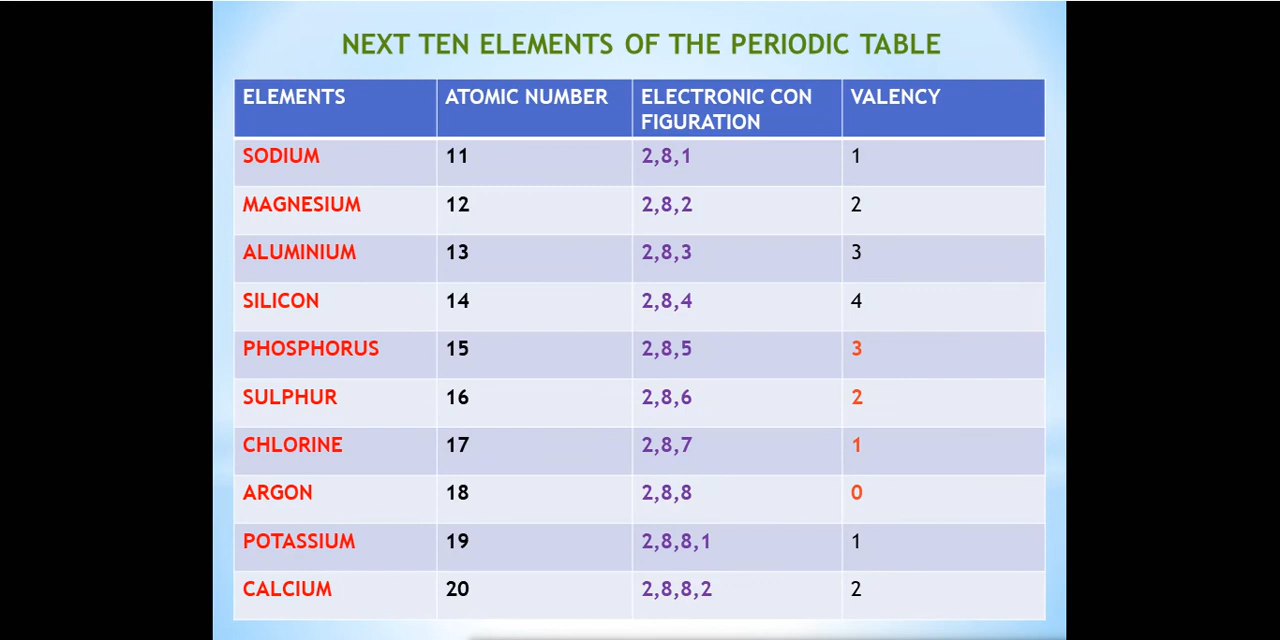 NEXT TEN ELEMENTS OF THE PERIODIC TABLE
ELEMENTS ATOMIC NUMBER ELECTRONIC CON VALENCY
FIGURATION
SODIUM 11 2,8,1 1
MAGNESIUM 12 2,8,2 2
ALUMINIUM 13 2,8,3 3
SILICON 14 2,8,4 4
PHOSPHORUS 15 2,8,5 3
SULPHUR 16 2,8,6 2
CHLORINE 17 2,8,7 1
ARGON 18 2,8,8 0
POTASSIUM 19 2,8,8,1 1
CALCIUM 20 2,8,8,2 2